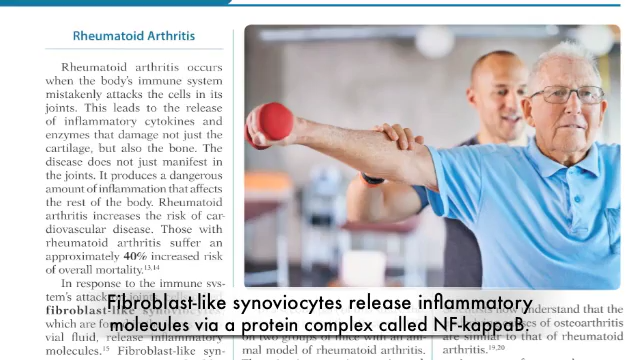 Rheumatoid Arthritis
Rheumatoid arthritis occurs
when the body's immune system
mistakenly attacks the cells in its
joints. This leads to the release
of inflammatory cytokines and
enzymes that damage not just the
cartilage, but also the bone. The
disease does not just manifest in
the joints. It produces a dangerous
amount of inflammation that affects
the rest of the body. Rheumatoid
arthritis increases the risk of car-
diovascular disease. Those with
rheumatoid arthritis suffer an
approximately 40% increased risk
of overall mortality.13,14
In response to the immune sys-
tem's attack
fibroblast-like
which are
vial fluid, release inflammatory
molecules.15 Fibroblast-like syn-
mal model of rheumatoid arthritis.
now understand that the
of osteoarthritis
are similar to that of rheumatoid
arthritis.19,20
Fibroblast-like synoviocytes release inflammatory
molecules via a protein complex called NF-kappaB.